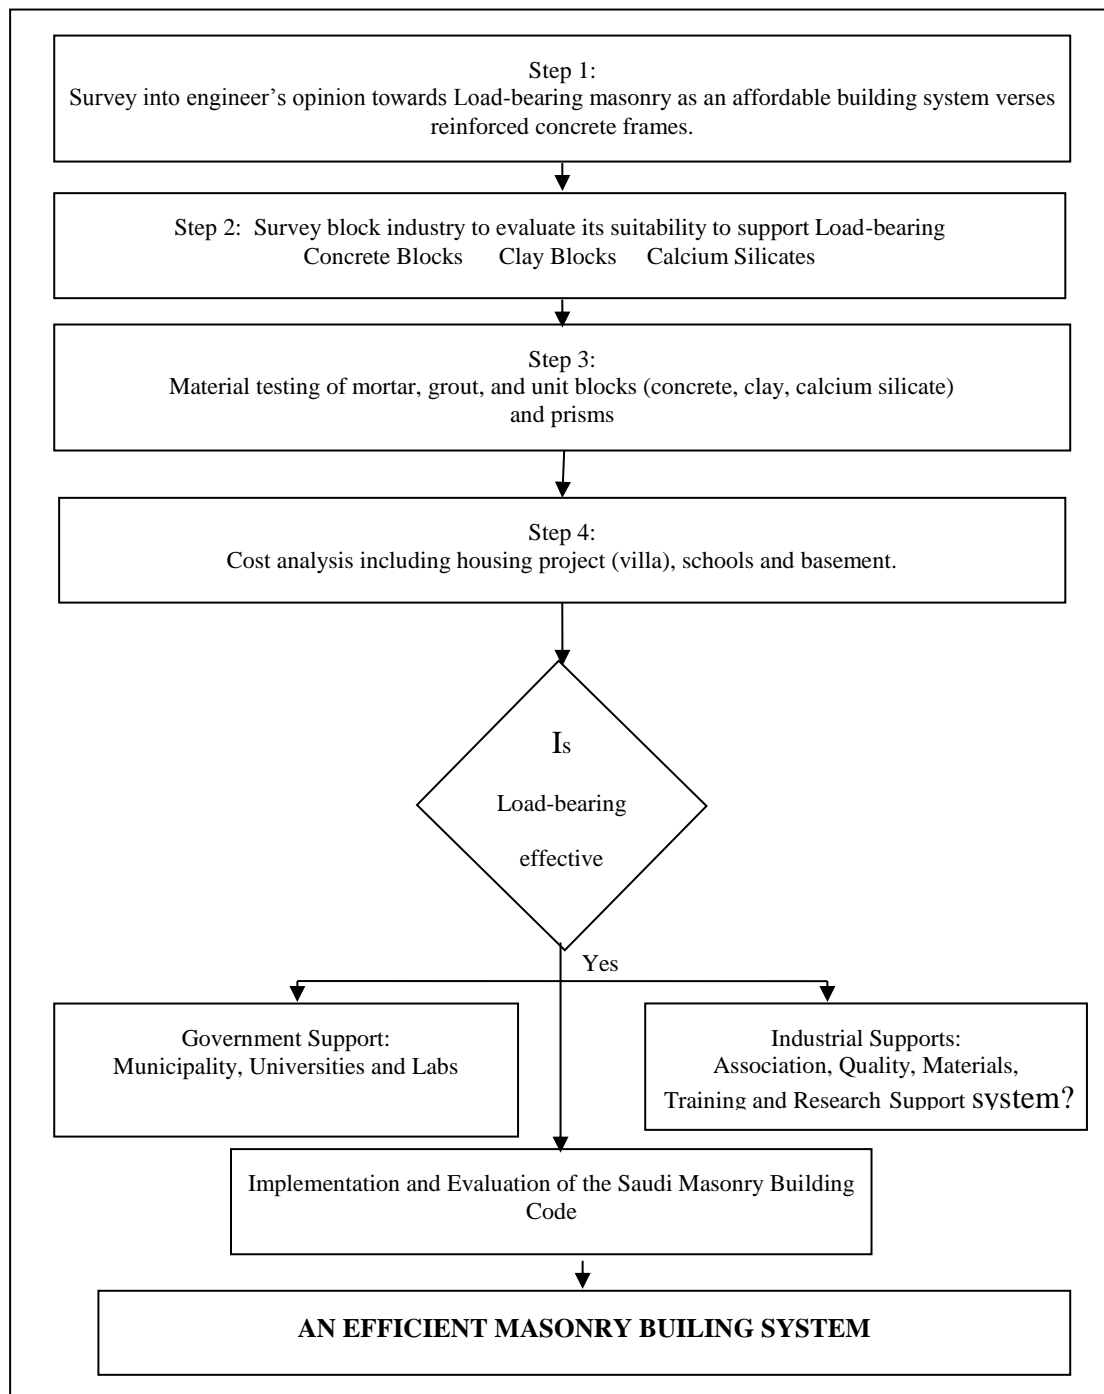 Step 1:
Survey into engineer’s opinion towards Load-bearing masonry as an affordable building system verses
reinforced concrete frames.
Step 2: Survey block industry to evaluate its suitability to support Load-bearing
Concrete Blocks Clay Blocks Calcium Silicates
Step 3:
Material testing of mortar, grout, and unit blocks (concrete, clay, calcium silicate)
and prisms
Step 4:
Cost analysis including housing project (villa), schools and basement.
Is
Load-bearing
effective
Yes
Government Support:
Municipality, Universities and Labs
Industrial Supports:
Association, Quality, Materials,
Training and Research Support system?
Implementation and Evaluation of the Saudi Masonry Building
Code
AN EFFICIENT MASONRY BUILING SYSTEM